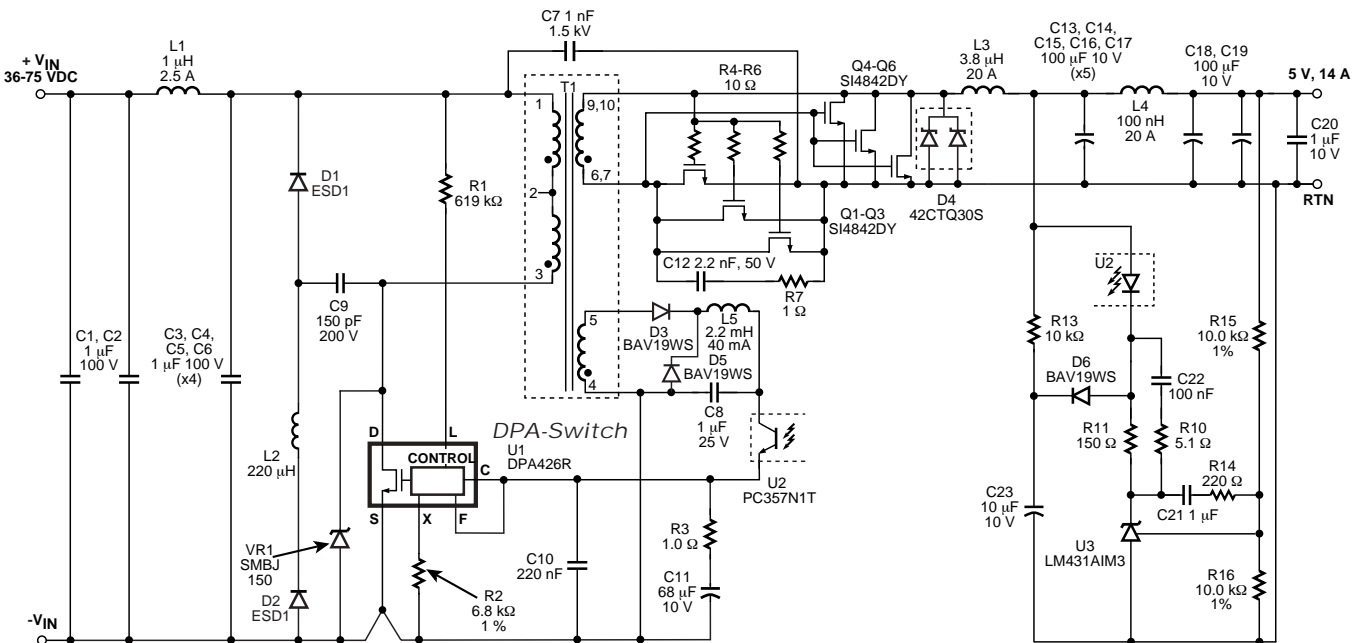 C7 1 nF
1.5 kV
+ VIN
36-75 VDC
L1
1 µH
2.5 A
T1
1
2
3
9,10
6,7
5
4
R4-R6
10 Ω
Q4-Q6
SI4842DY
L3
3.8 µH
20 A
C13, C14,
C15, C16, C17
100 µF 10 V
(x5)
C18, C19
100 µF
10 V
5 V, 14 A
L4
100 nH
20 A
C20
1 µF
10 V
RTN
D1
ESD1
R1
619 kΩ
Q1-Q3
SI4842DY
D4
42CTQ30S
C12 2.2 nF, 50 V
R7
1 Ω
C9
150 pF
200 V
C1, C2
1 µF
100 V
C3, C4,
C5, C6
1 µF 100 V
(x4)
D3
BAV19WS
L5
2.2 mH
40 mA
D5
BAV19WS
C8
1 µF
25 V
U2
R13
10 kΩ
R15
10.0 kΩ
1%
D6
BAV19WS
C22
100 nF
R11
150 Ω
R10
5.1 Ω
R14
220 Ω
C21 1 µF
L2
220 µH
D
L
DPA-Switch
U1
DPA426R
CONTROL
C
S
X
F
U2
PC357N1T
C23
10 µF
10 V
U3
LM431AIM3
R16
10.0 kΩ
1%
VR1
SMBJ
150
D2
ESD1
R2
6.8 kΩ
1 %
C10
220 nF
R3
1.0 Ω
C11
68 µF
10 V
-VIN